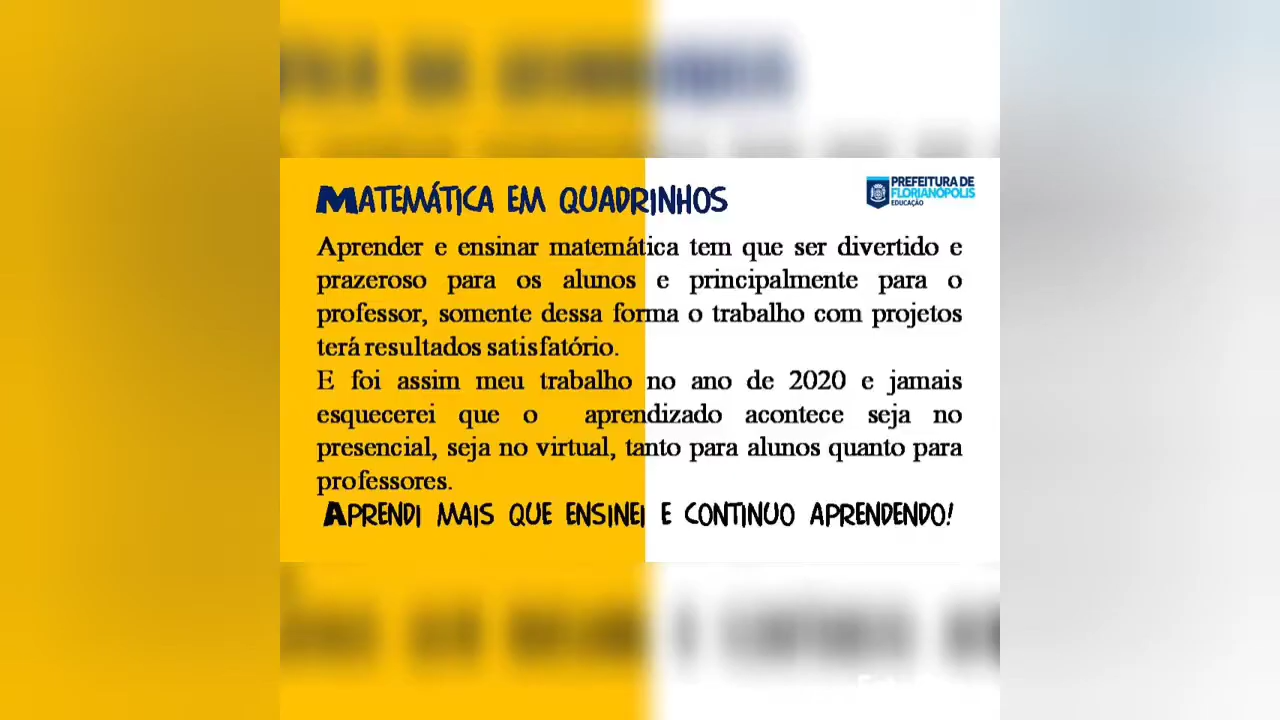 Matemática em quadrinhos
PREFEITURA DE
FLORIANÓPOLIS
EDUCAÇÃO
Aprender e ensinar matemática tem que ser divertido e
prazeroso para os alunos e principalmente para o
professor, somente dessa forma o trabalho com projetos
terá resultados satisfatório.
E foi assim meu trabalho no ano de 2020 e jamais
esquecerei que o aprendizado acontece seja no
presencial, seja no virtual, tanto para alunos quanto para
professores.
Aprendi mais que ensinei e continuo aprendendo!